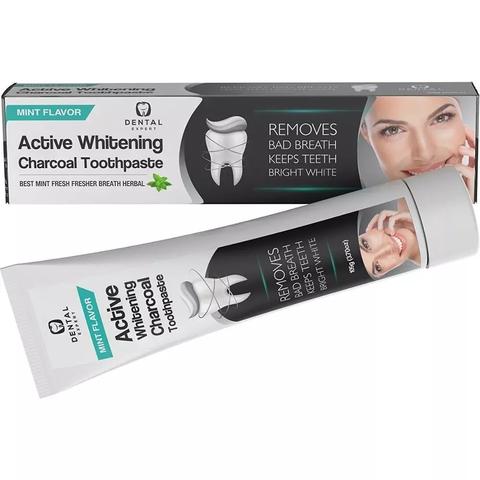 MINT FLAVOR
DENTAL
EXPERT
Active Whitening
Charcoal Toothpaste
BEST MINT FRESH FRESHER BREATH HERBAL
REMOVES
BAD BREATH
KEEPS TEETH
BRIGHT WHITE
DENTAL
EXPERT
MINT FLAVOR
Active
Whitening
Charcoal
Toothpaste
REMOVES
BAD BREATH
KEEPS TEETH
BRIGHT WHITE